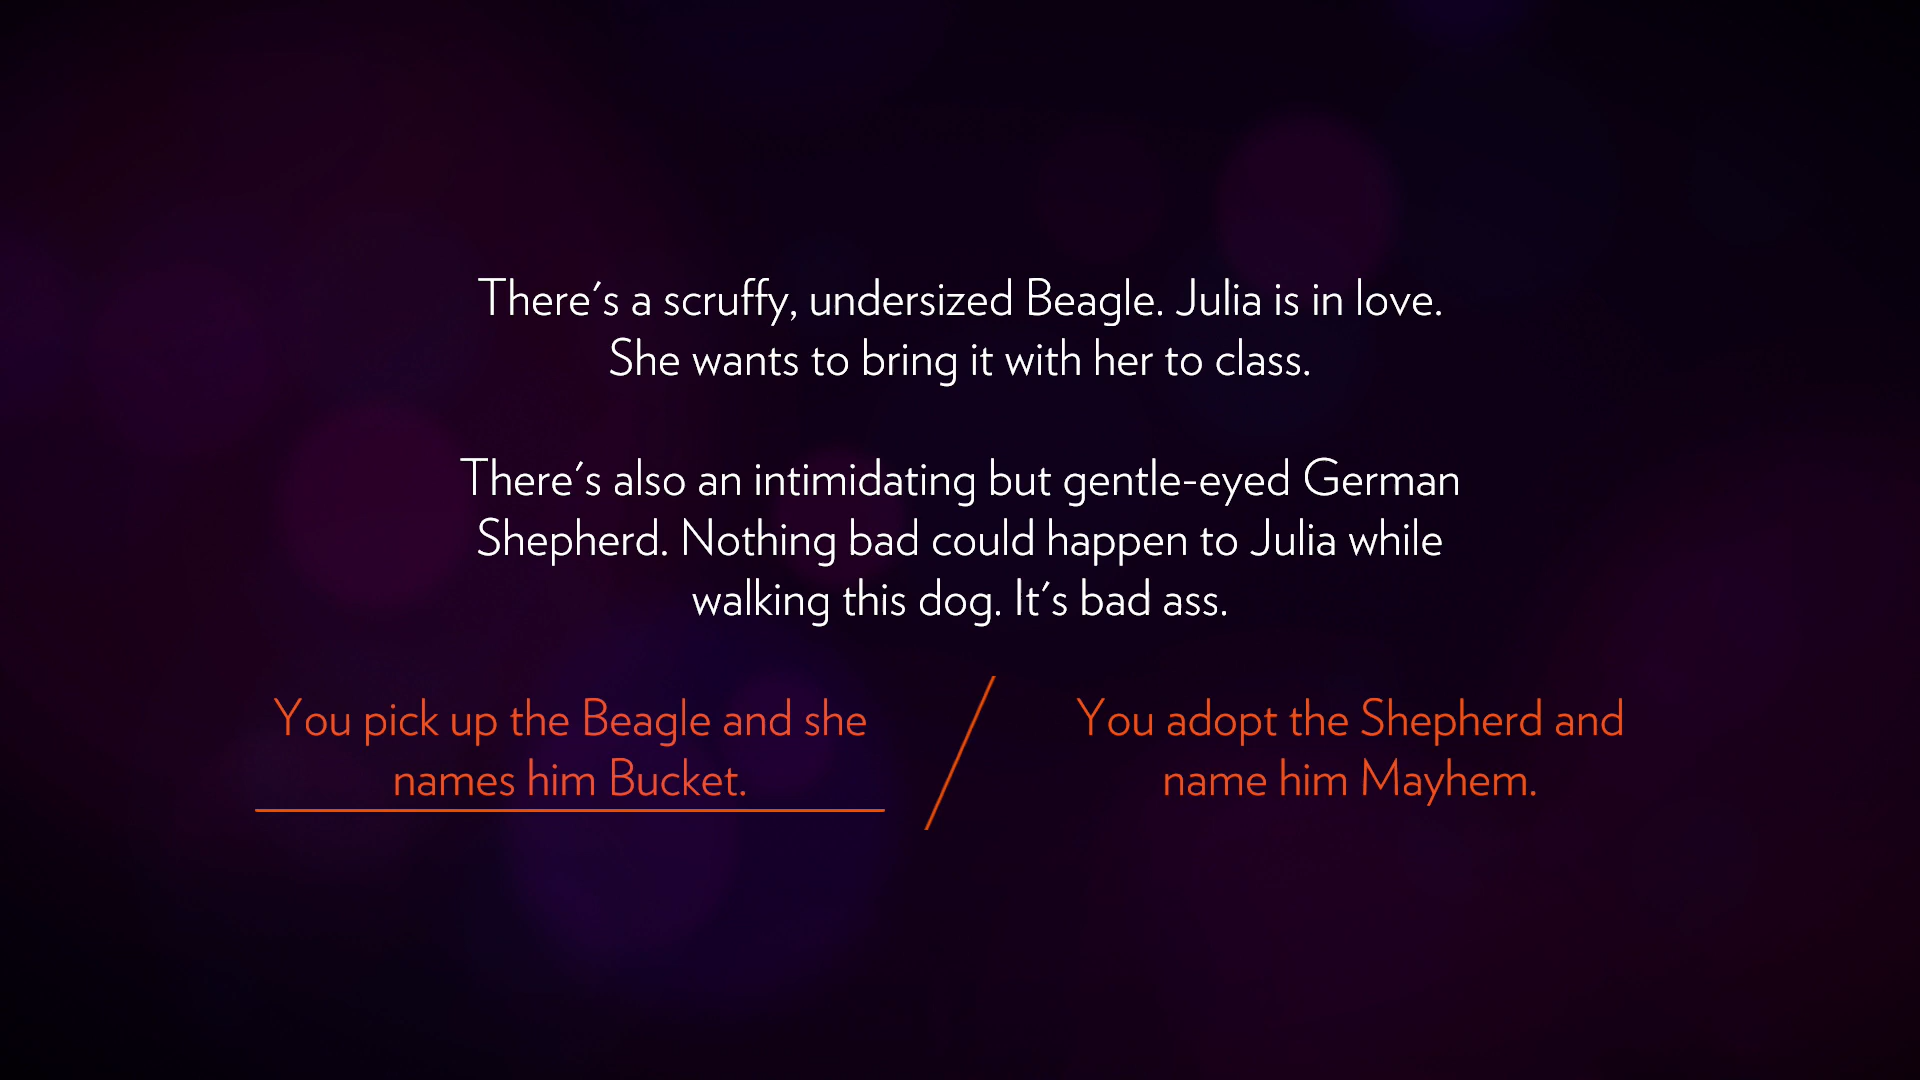 There's a scruffy, undersized Beagle. Julia is in love.
She wants to bring it with her to class.
There's also an intimidating but gentle-eyed German
Shepherd. Nothing bad could happen to Julia while
walking this dog. It's bad ass.
You pick up the Beagle and she
names him Bucket.
You adopt the Shepherd and
name him Mayhem.